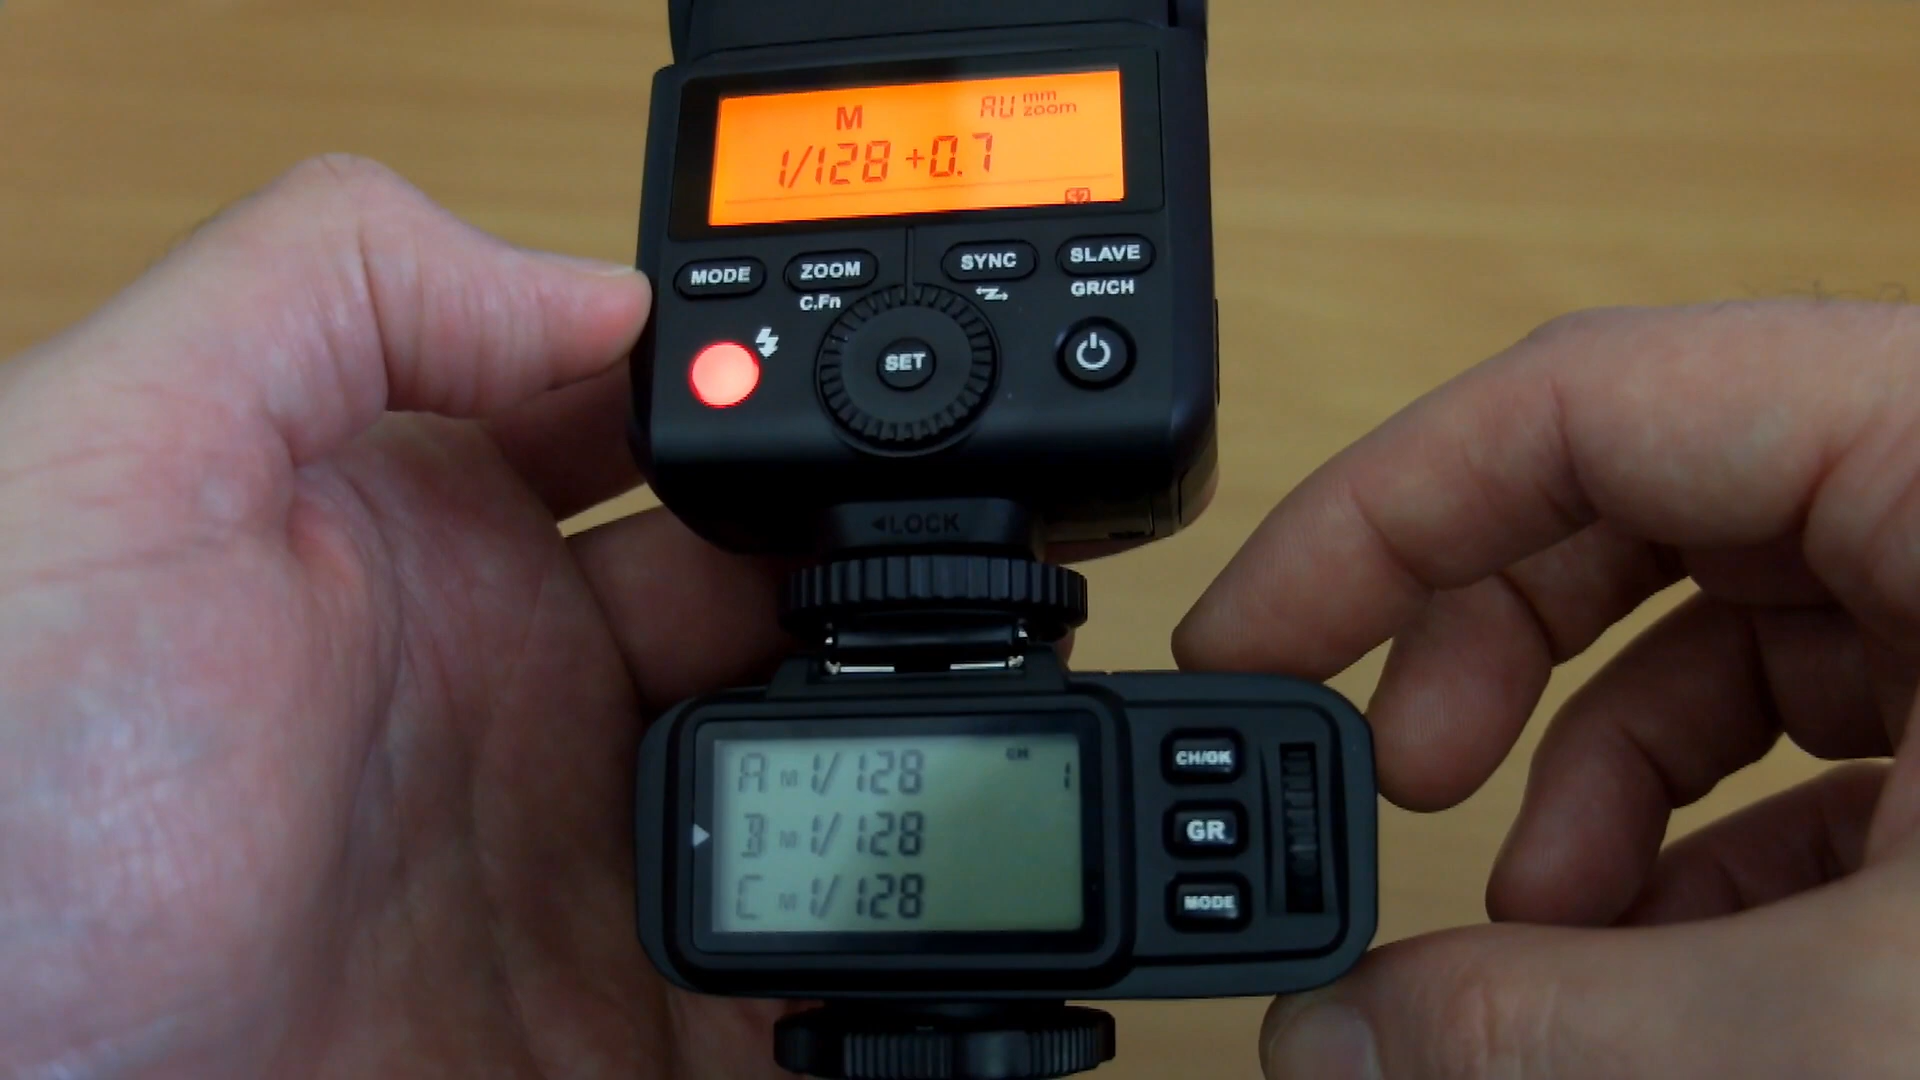 M AU mm zoom
1/128 +0.7
S2
MODE ZOOM SYNC SLAVE
C.Fn GR/CH
SET
◄LOCK
A M 1/128 CH 1
B M 1/128
C M 1/128
CH/OK
GR
MODE